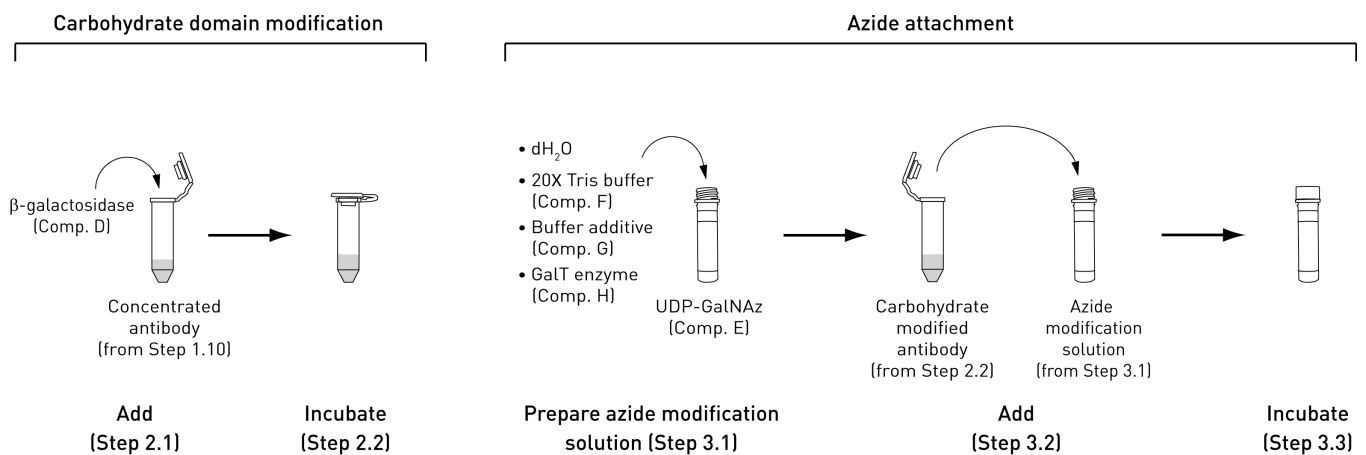 Carbohydrate domain modification
Azide attachment
β-galactosidase
(Comp. D)
Concentrated
antibody
(from Step 1.10)
• dH₂O
• 20X Tris buffer
(Comp. F)
• Buffer additive
(Comp. G)
• GalT enzyme
(Comp. H)
UDP-GalNAz
(Comp. E)
Carbohydrate
modified
antibody
(from Step 2.2)
Azide
modification
solution
(from Step 3.1)
Add
(Step 2.1)
Incubate
(Step 2.2)
Prepare azide modification
solution (Step 3.1)
Add
(Step 3.2)
Incubate
(Step 3.3)